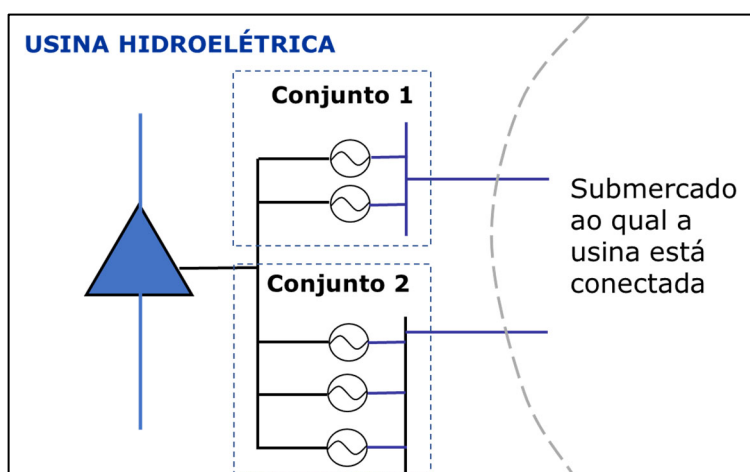 USINA HIDROELÉTRICA
Conjunto 1
Submercado
ao qual a
usina está
conectada
Conjunto 2